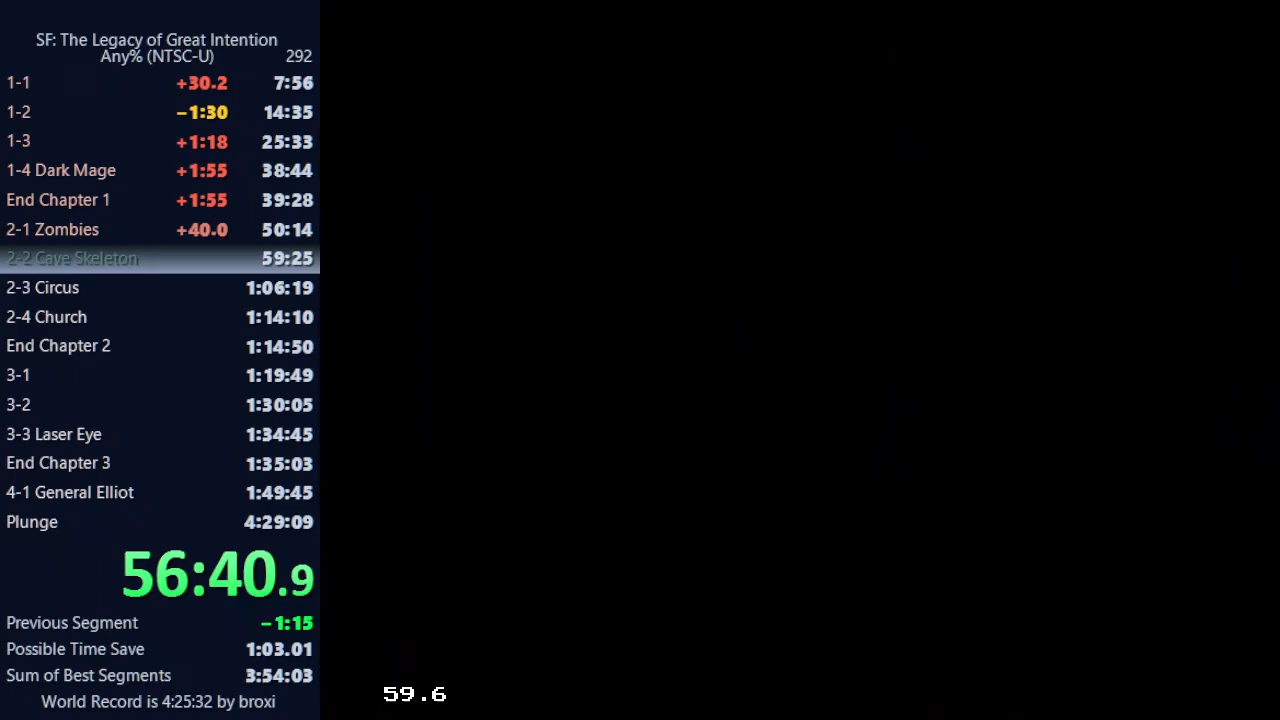 SF: The Legacy of Great Intention
Any% (NTSC-U) 292
1-1 +30.2 7:56
1-2 −1:30 14:35
1-3 +1:18 25:33
1-4 Dark Mage +1:55 38:44
End Chapter 1 +1:55 39:28
2-1 Zombies +40.0 50:14
2-2 Cave Skeleton 59:25
2-3 Circus 1:06:19
2-4 Church 1:14:10
End Chapter 2 1:14:50
3-1 1:19:49
3-2 1:30:05
3-3 Laser Eye 1:34:45
End Chapter 3 1:35:03
4-1 General Elliot 1:49:45
Plunge 4:29:09
56:40.9
Previous Segment −1:15
Possible Time Save 1:03.01
Sum of Best Segments 3:54:03
World Record is 4:25:32 by broxi
59.6